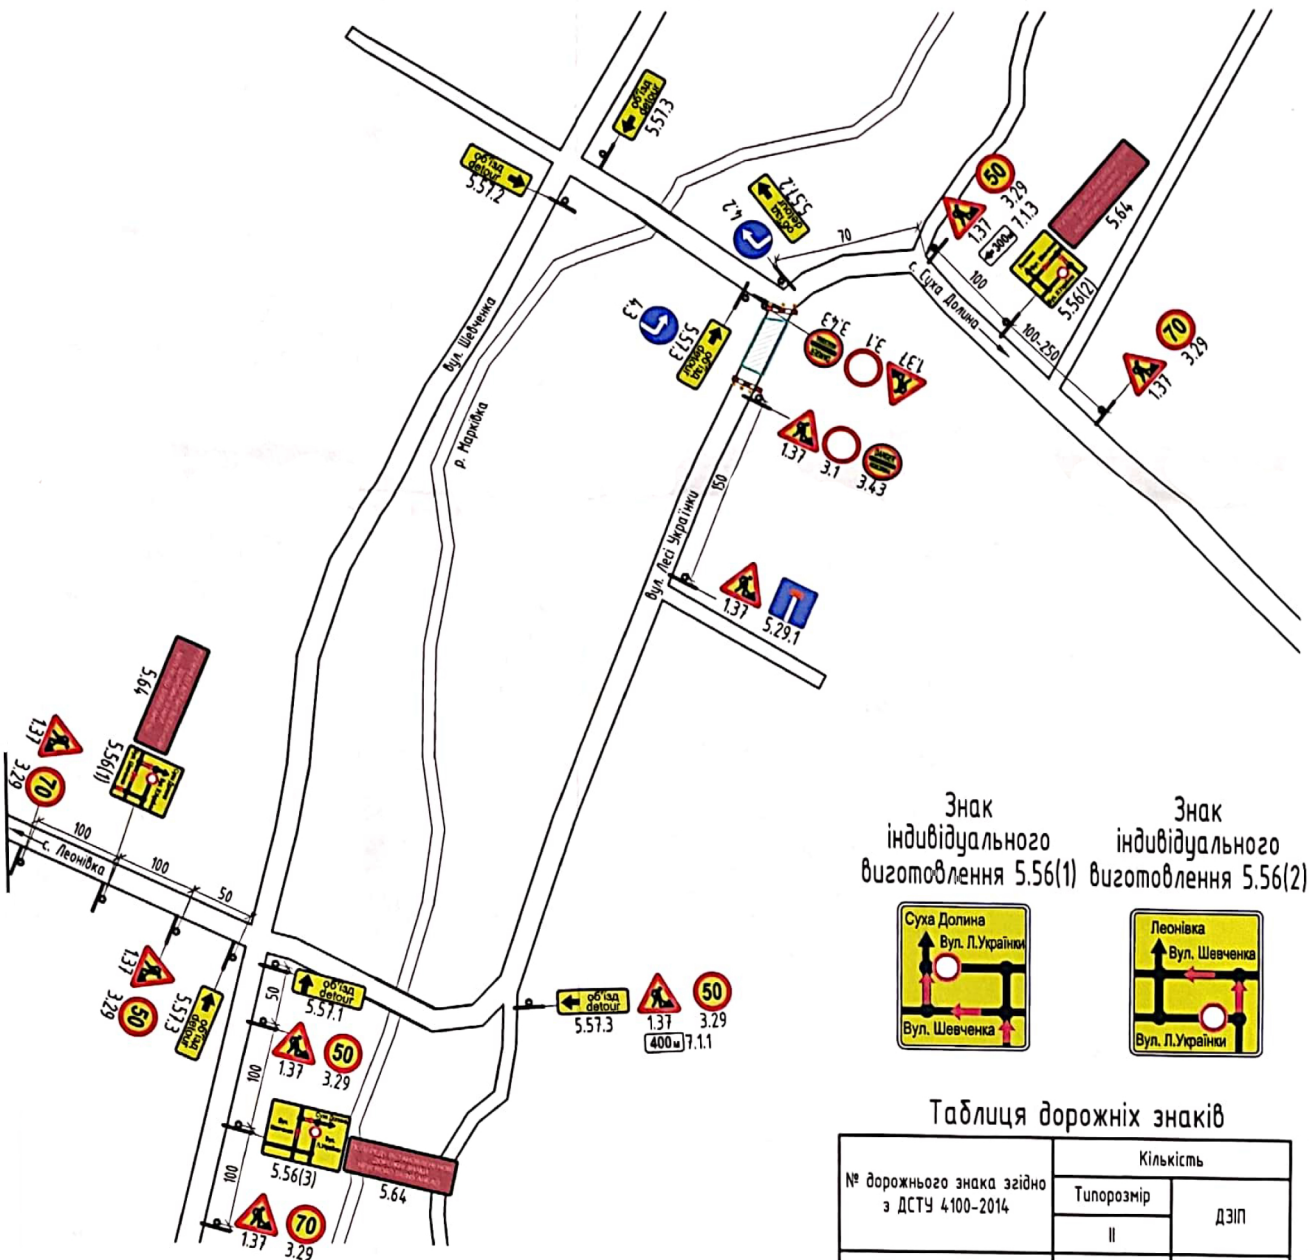 об'їзд
detour
5.57.3
об'їзд
detour
5.57.2
об'їзд
detour
5.57.2
4.2
70
50
3.29
1.37
300м 7.1.3
5.64
5.56(2)
100
с. Суха Долина
100-250
70
3.29
1.37
вул. Шевченка
р. Марківка
4.3
об'їзд
detour
5.57.3
3.43
3.1
1.37
1.37
3.1
3.43
150
вул. Лесі Українки
1.37
5.29.1
5.64
5.56(1)
1.37
70
3.29
100
с. Леонівка
100
50
1.37
50
3.29
об'їзд
detour
5.57.3
50
об'їзд
detour
5.57.1
об'їзд
detour
5.57.3
1.37
50
3.29
400м 7.1.1
1.37
50
3.29
100
Суха Долина
5.56(3)
5.64
100
1.37
70
3.29
Знак
індивідуального
виготовлення 5.56(1)
Суха Долина
Вул. Л.Українки
Вул. Шевченка
Знак
індивідуального
виготовлення 5.56(2)
Леонівка
Вул. Шевченка
Вул. Л.Українки
Таблиця дорожніх знаків
№ дорожнього знака згідно
з ДСТУ 4100-2014
Кількість
Типорозмір
II
ДЗІП